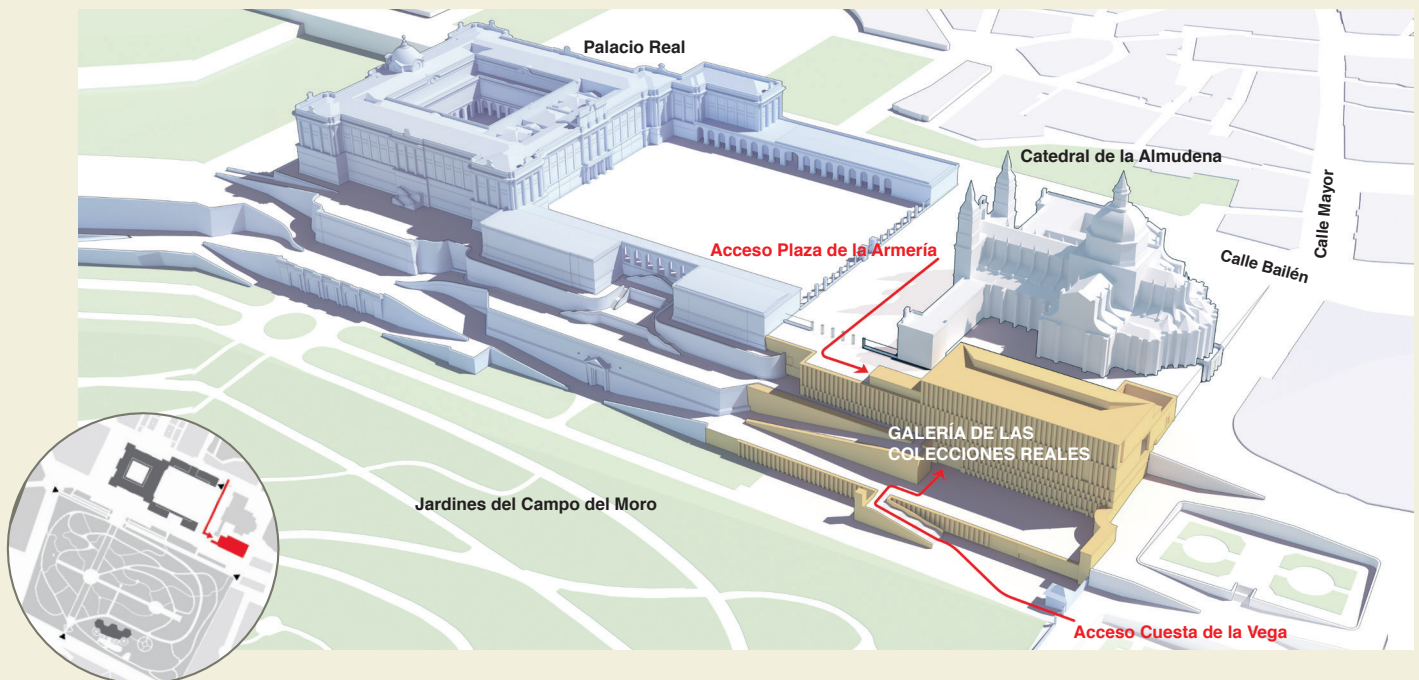 Palacio Real
Catedral de la Almudena
Calle Mayor
Acceso Plaza de la Armería
Calle Bailén
GALERÍA DE LAS
COLECCIONES REALES
Jardines del Campo del Moro
Acceso Cuesta de la Vega